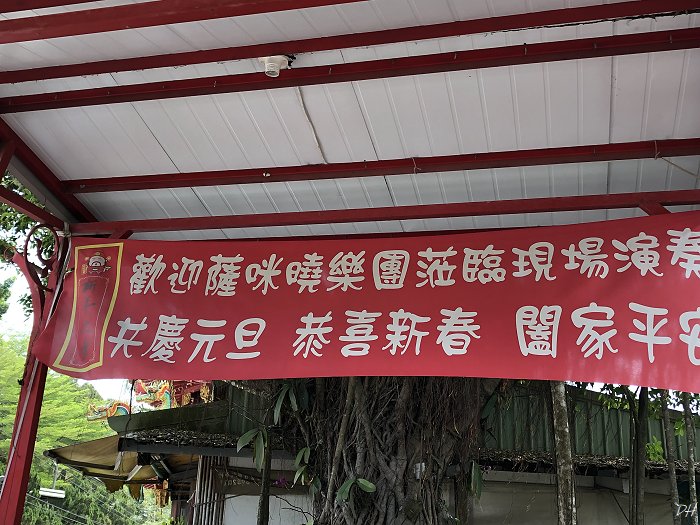 歡迎薩咪曉樂團蒞臨現場演奏
共慶元旦 恭喜新春 闔家平安
DH